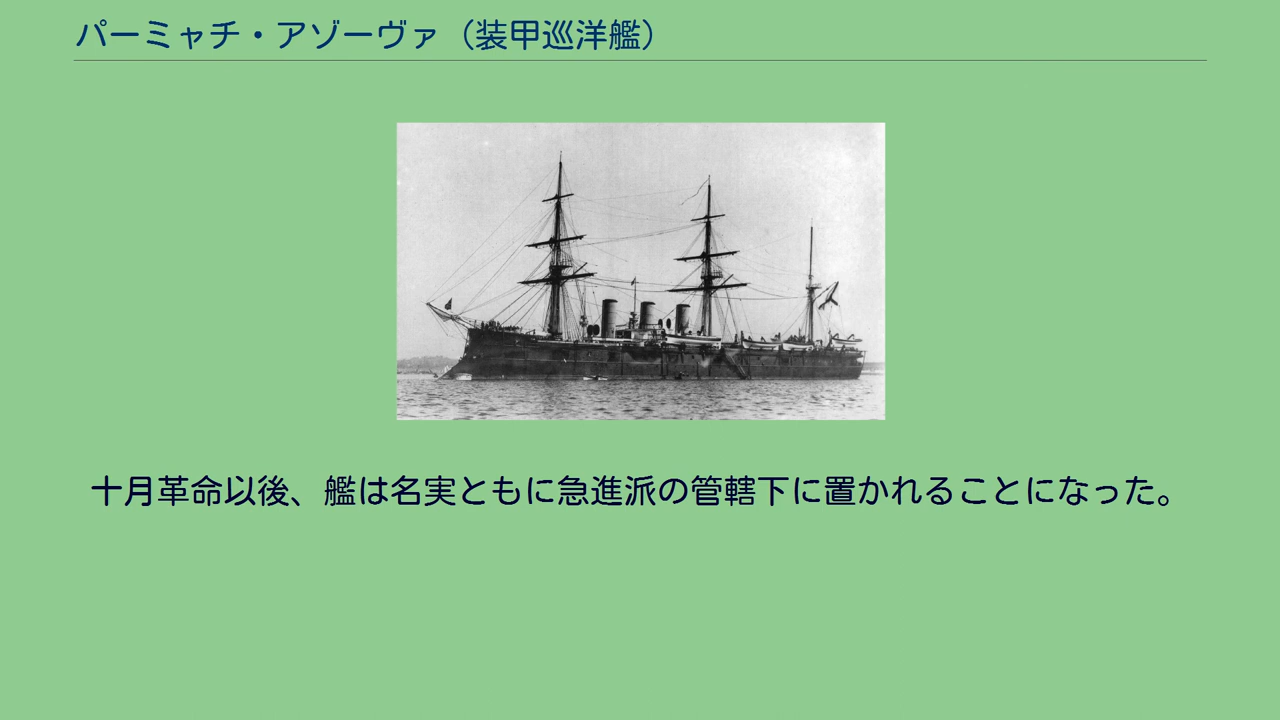 パーミャチ・アゾーヴァ（装甲巡洋艦）
十月革命以後、艦は名実ともに急進派の管轄下に置かれることになった。